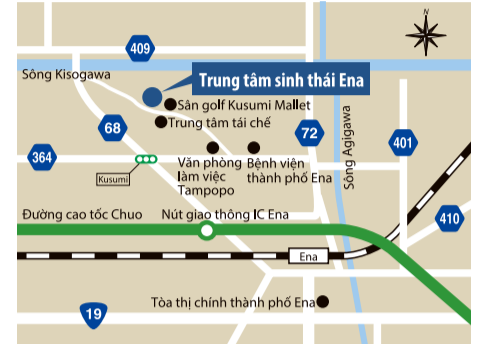 N
409
Sông Kisogawa
Trung tâm sinh thái Ena
Sân golf Kusumi Mallet
Trung tâm tái chế
68
72
401
364
Kusumi
Văn phòng
làm việc
Tampopo
Bệnh viện
thành phố Ena
Sông Agigawa
Đường cao tốc Chuo
Nút giao thông IC Ena
410
Ena
Tòa thị chính thành phố Ena
19